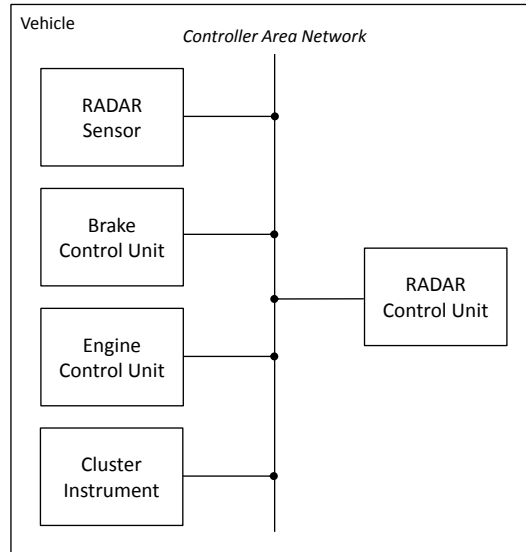 Vehicle
Controller Area Network
RADAR
Sensor
Brake
Control Unit
RADAR
Control Unit
Engine
Control Unit
Cluster
Instrument